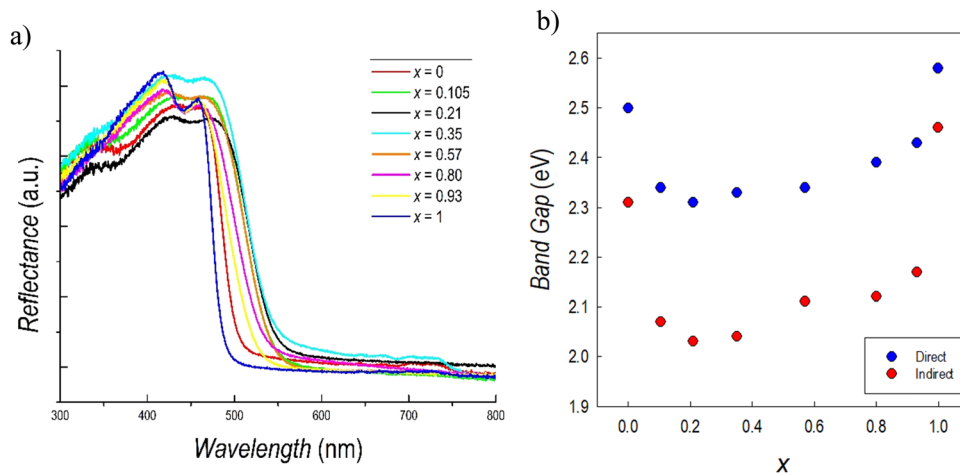 a)
Reflectance (a.u.)
x = 0
x = 0.105
x = 0.21
x = 0.35
x = 0.57
x = 0.80
x = 0.93
x = 1
300 400 500 600 700 800
Wavelength (nm)
b)
Band Gap (eV)
2.6
2.5
2.4
2.3
2.2
2.1
2.0
1.9
Direct
Indirect
0.0 0.2 0.4 0.6 0.8 1.0
x